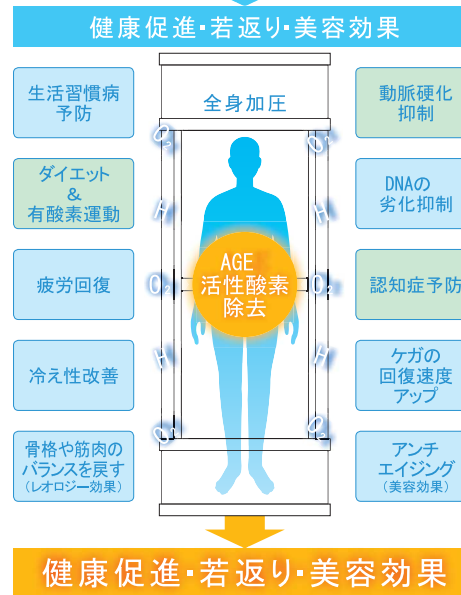 健康促進・若返り・美容効果
全身加圧
生活習慣病
予防
ダイエット
&
有酸素運動
疲労回復
冷え性改善
骨格や筋肉の
バランスを戻す
(レオロジー効果)
O₂
H
O₂
H
O₂
AGE
活性酸素
除去
O₂
H
O₂
H
O₂
動脈硬化
抑制
DNAの
劣化抑制
認知症予防
ケガの
回復速度
アップ
アンチ
エイジング
(美容効果)
健康促進・若返り・美容効果